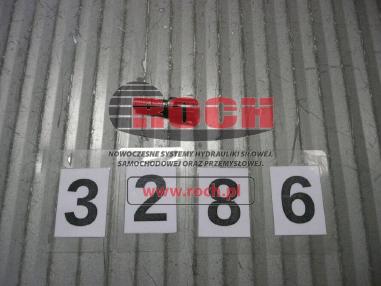 ROCH
NOWOCZESNE SYSTEMY HYDRAULIKI SIŁOWEJ,
SAMOCHODOWEJ ORAZ PRZEMYSŁOWEJ.
www.roch.pl
3 2 8 6